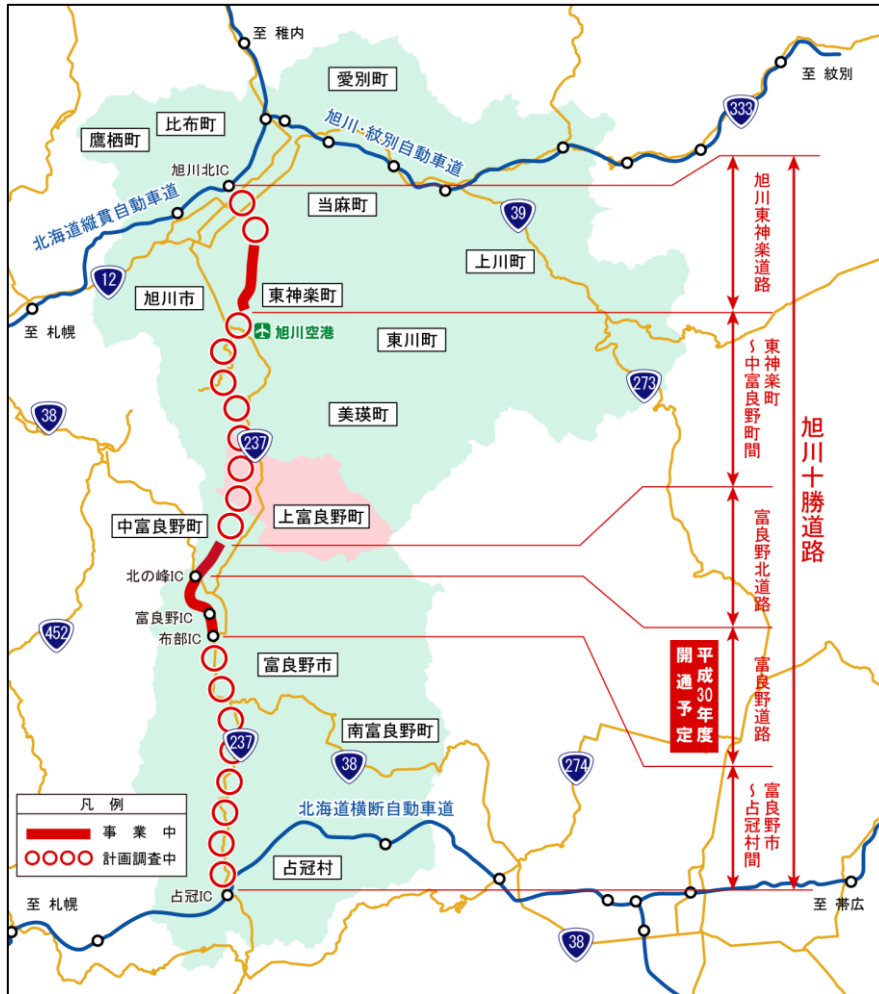 至 稚内
愛別町
至 紋別
比布町
333
鷹栖町
旭川・紋別自動車道
旭川北IC
当麻町
39
北海道縦貫自動車道
上川町
12
旭川市
東神楽町
至 札幌
旭川空港
東川町
273
38
美瑛町
237
上富良野町
中富良野町
北の峰IC
富良野IC
452
布部IC
富良野市
南富良野町
237
38
274
北海道横断自動車道
凡 例
事 業 中
計画調査中
占冠村
占冠IC
至 札幌
至 帯広
38
旭川東神楽道路
東神楽町
~中富良野町間
旭川十勝道路
富良野北道路
富良野道路
平成30年度
開通予定
富良野市
~占冠村間